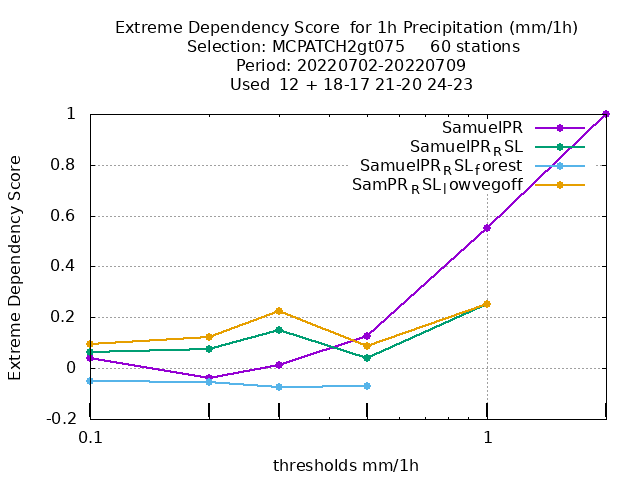 Extreme Dependency Score  for 1h Precipitation (mm/1h)
Selection: MCPATCH2gt075     60 stations
Period: 20220702-20220709
Used  12 + 18-17 21-20 24-23
SamuelPR
SamuelPR_RSL
SamuelPR_RSL_forest
SamPR_RSL_lowvegoff
1
0.8
0.6
0.4
0.2
0
-0.2
Extreme Dependency Score
0.1
1
thresholds mm/1h